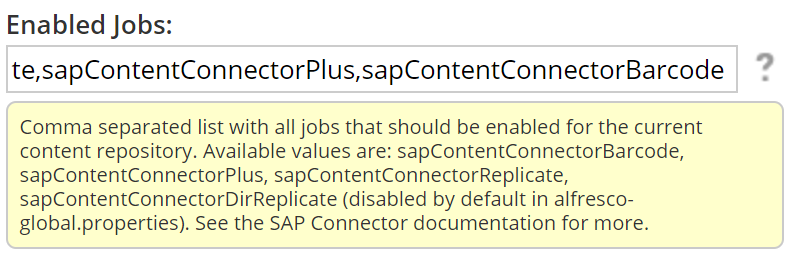 Enabled Jobs:
te,sapContentConnectorPlus,sapContentConnectorBarcode
?
Comma separated list with all jobs that should be enabled for the current
content repository. Available values are: sapContentConnectorBarcode,
sapContentConnectorPlus, sapContentConnectorReplicate,
sapContentConnectorDirReplicate (disabled by default in alfresco-
global.properties). See the SAP Connector documentation for more.